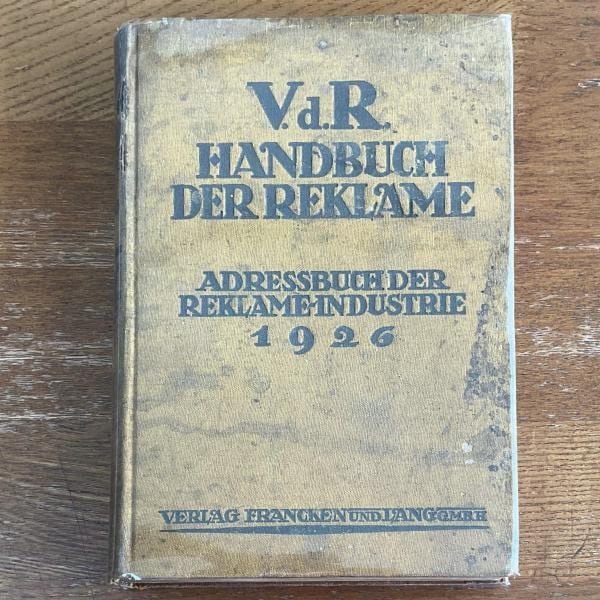 V.d.R.
HANDBUCH
DER REKLAME
ADRESSBUCH DER
REKLAME-INDUSTRIE
1926
VERLAG FRANCKEN UND LANG G.M.B.H